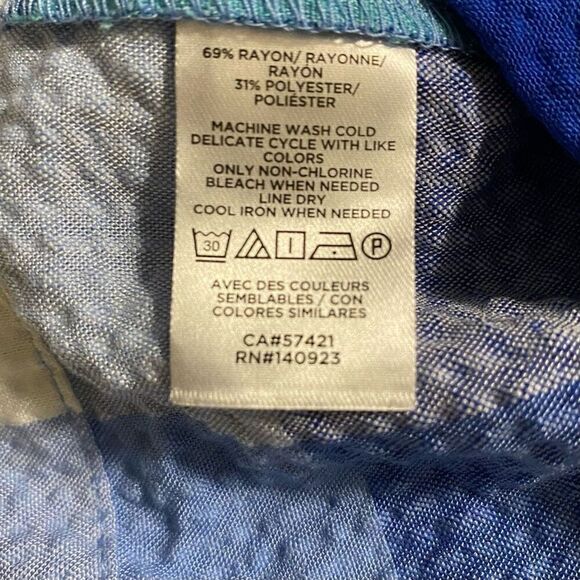 69% RAYON/ RAYONNE/
RAYÓN
31% POLYESTER/
POLIÉSTER
MACHINE WASH COLD
DELICATE CYCLE WITH LIKE
COLORS
ONLY NON-CHLORINE
BLEACH WHEN NEEDED
LINE DRY
COOL IRON WHEN NEEDED
30 P
AVEC DES COULEURS
SEMBLABLES / CON
COLORES SIMILARES
CA#57421
RN#140923